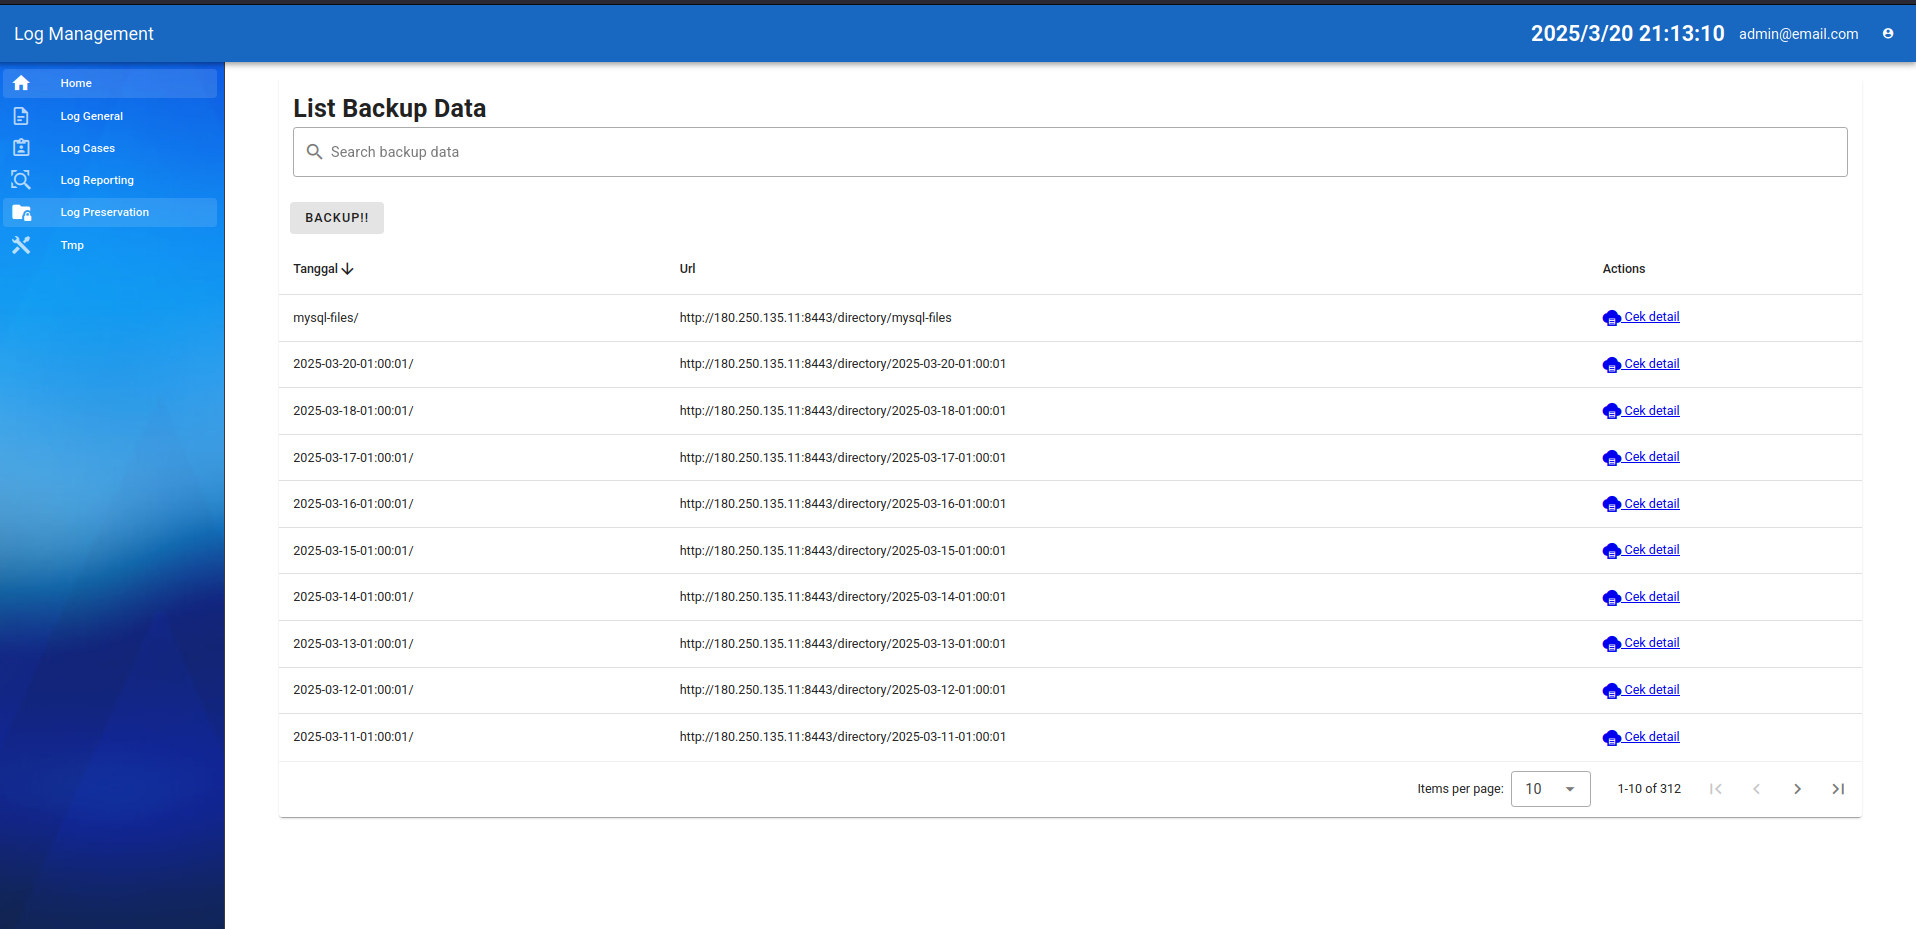 Log Management
2025/3/20 21:13:10 admin@email.com
Home
Log General
Log Cases
Log Reporting
Log Preservation
Tmp
List Backup Data
Search backup data
BACKUP!!
Tanggal Url Actions
mysql-files/ http://180.250.135.11:8443/directory/mysql-files Cek detail
2025-03-20-01:00:01/ http://180.250.135.11:8443/directory/2025-03-20-01:00:01 Cek detail
2025-03-18-01:00:01/ http://180.250.135.11:8443/directory/2025-03-18-01:00:01 Cek detail
2025-03-17-01:00:01/ http://180.250.135.11:8443/directory/2025-03-17-01:00:01 Cek detail
2025-03-16-01:00:01/ http://180.250.135.11:8443/directory/2025-03-16-01:00:01 Cek detail
2025-03-15-01:00:01/ http://180.250.135.11:8443/directory/2025-03-15-01:00:01 Cek detail
2025-03-14-01:00:01/ http://180.250.135.11:8443/directory/2025-03-14-01:00:01 Cek detail
2025-03-13-01:00:01/ http://180.250.135.11:8443/directory/2025-03-13-01:00:01 Cek detail
2025-03-12-01:00:01/ http://180.250.135.11:8443/directory/2025-03-12-01:00:01 Cek detail
2025-03-11-01:00:01/ http://180.250.135.11:8443/directory/2025-03-11-01:00:01 Cek detail
Items per page: 10 1-10 of 312